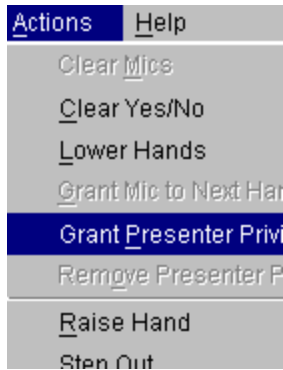 Actions Help
Clear Mics
Clear Yes/No
Lower Hands
Grant Mic to Next Han
Grant Presenter Privi
Remove Presenter P
Raise Hand
Step Out